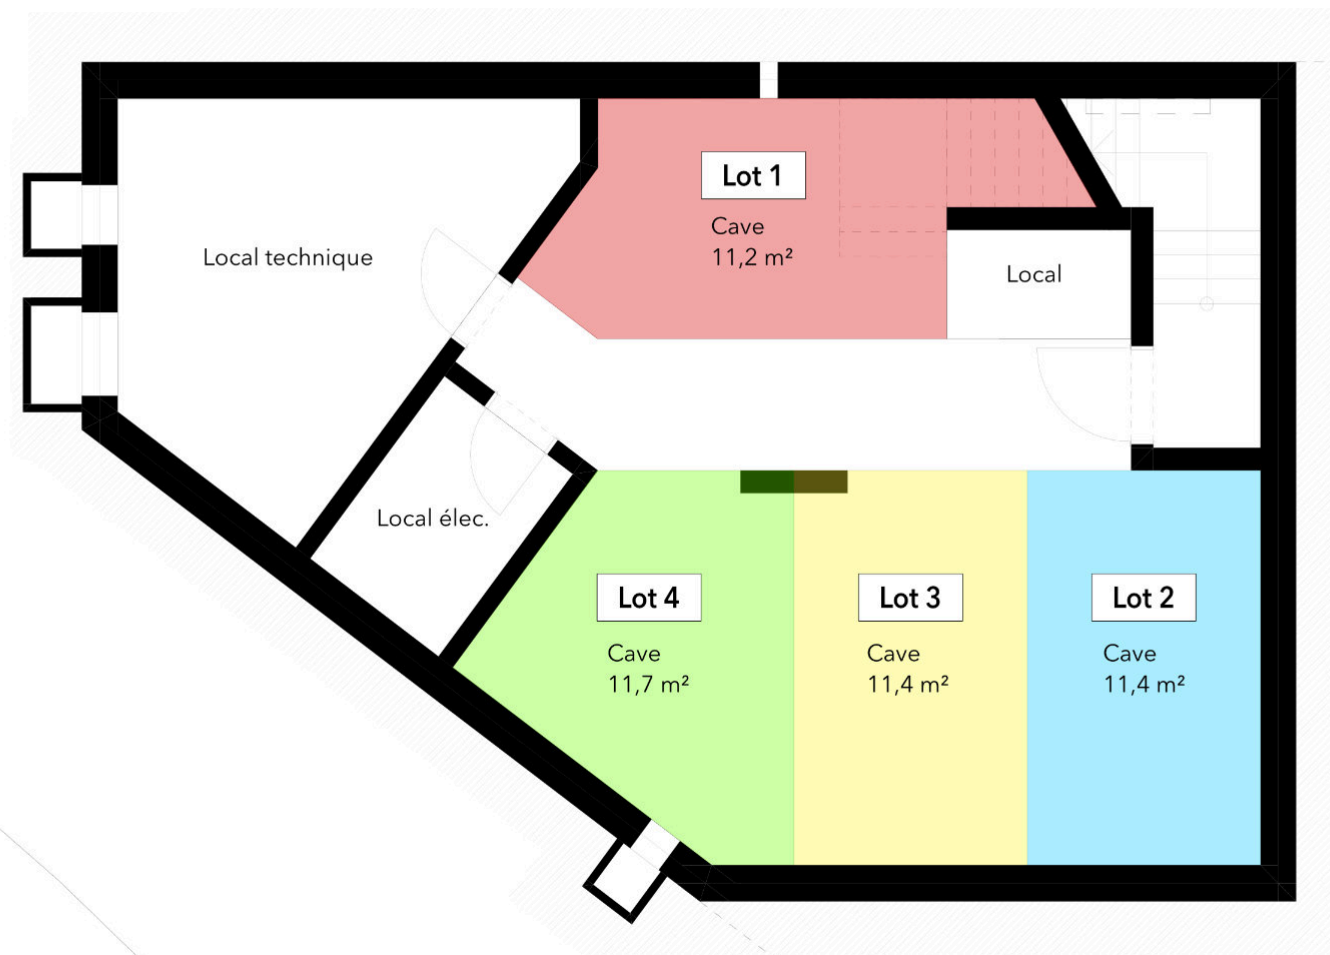 Lot 1
Cave
11,2 m²
Local technique
Local
Local élec.
Lot 4
Cave
11,7 m²
Lot 3
Cave
11,4 m²
Lot 2
Cave
11,4 m²